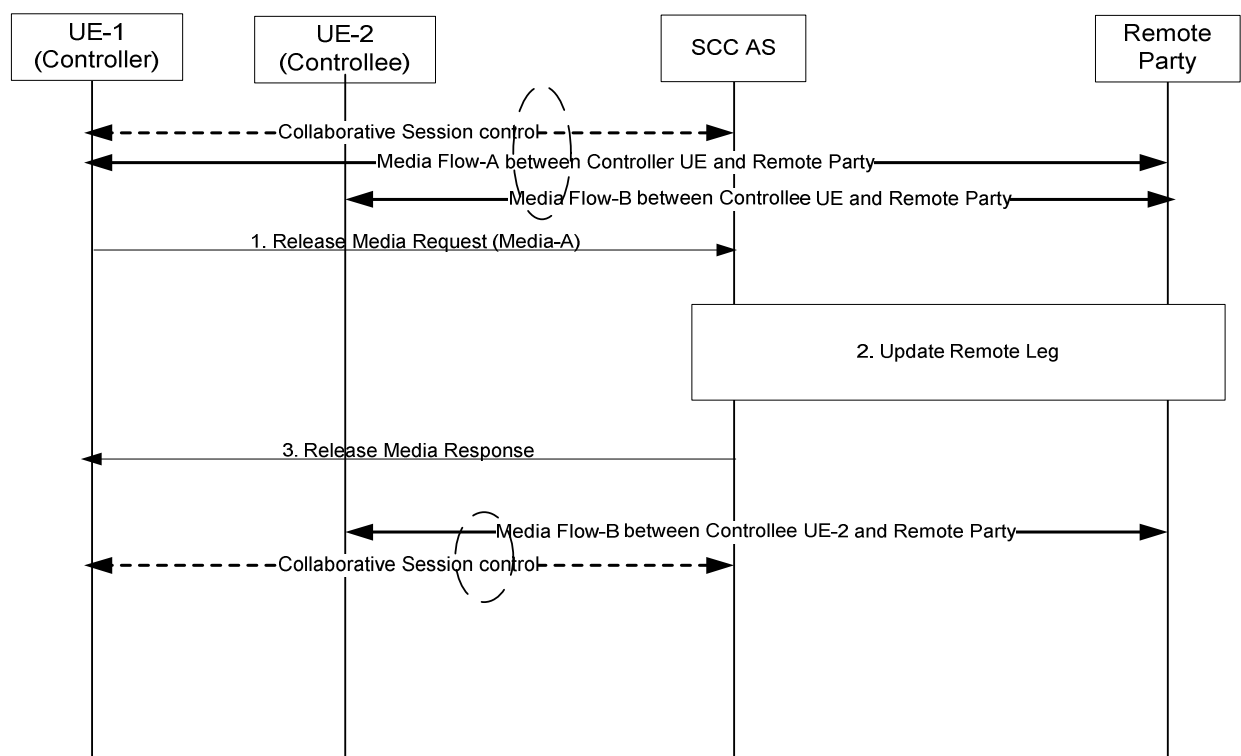 UE-1
(Controller)
UE-2
(Controllee)
SCC AS
Remote
Party
Collaborative Session control
Media Flow-A between Controller UE and Remote Party
Media Flow-B between Controllee UE and Remote Party
1. Release Media Request (Media-A)
2. Update Remote Leg
3. Release Media Response
Media Flow-B between Controllee UE-2 and Remote Party
Collaborative Session control